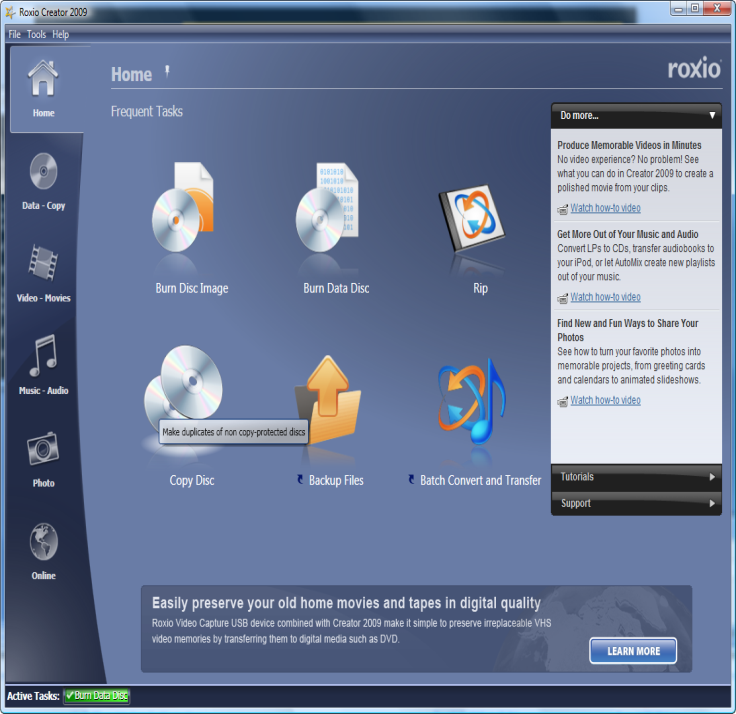 Roxio Creator 2009
File Tools Help
Home
roxio
Frequent Tasks
Home
Data - Copy
Video - Movies
Music - Audio
Photo
Online
Burn Disc Image
Burn Data Disc
Rip
Make duplicates of non copy-protected discs
Copy Disc
Backup Files
Batch Convert and Transfer
Do more...
Produce Memorable Videos in Minutes
No video experience? No problem! See
what you can do in Creator 2009 to create a
polished movie from your clips.
Watch how-to video
Get More Out of Your Music and Audio
Convert LPs to CDs, transfer audiobooks to
your iPod, or let AutoMix create new playlists
out of your music.
Watch how-to video
Find New and Fun Ways to Share Your
Photos
See how to turn your favorite photos into
memorable projects, from greeting cards
and calendars to animated slideshows.
Watch how-to video
Tutorials
Support
Easily preserve your old home movies and tapes in digital quality
Roxio Video Capture USB device combined with Creator 2009 make it simple to preserve irreplaceable VHS
video memories by transferring them to digital media such as DVD.
LEARN MORE
Active Tasks: Burn Data Disc